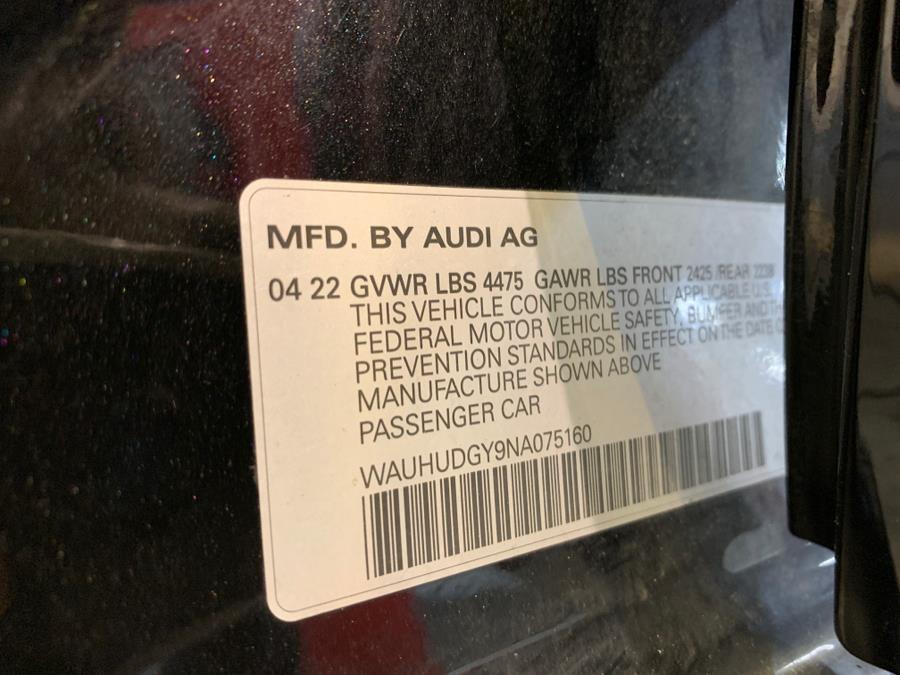 MFD. BY AUDI AG
04 22 GVWR LBS 4475 GAWR LBS FRONT 2425 /REAR
THIS VEHICLE CONFORMS TO ALL APPLICABLE U.S.
FEDERAL MOTOR VEHICLE SAFETY, BUMPER AND
PREVENTION STANDARDS IN EFFECT ON THE DATE
MANUFACTURE SHOWN ABOVE
PASSENGER CAR
WAUHUDGY9NA075160